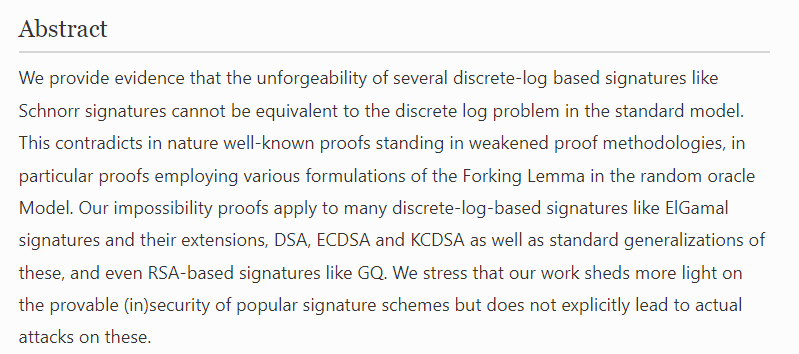 Abstract
We provide evidence that the unforgeability of several discrete-log based signatures like
Schnorr signatures cannot be equivalent to the discrete log problem in the standard model.
This contradicts in nature well-known proofs standing in weakened proof methodologies, in
particular proofs employing various formulations of the Forking Lemma in the random oracle
Model. Our impossibility proofs apply to many discrete-log-based signatures like ElGamal
signatures and their extensions, DSA, ECDSA and KCDSA as well as standard generalizations of
these, and even RSA-based signatures like GQ. We stress that our work sheds more light on
the provable (in)security of popular signature schemes but does not explicitly lead to actual
attacks on these.